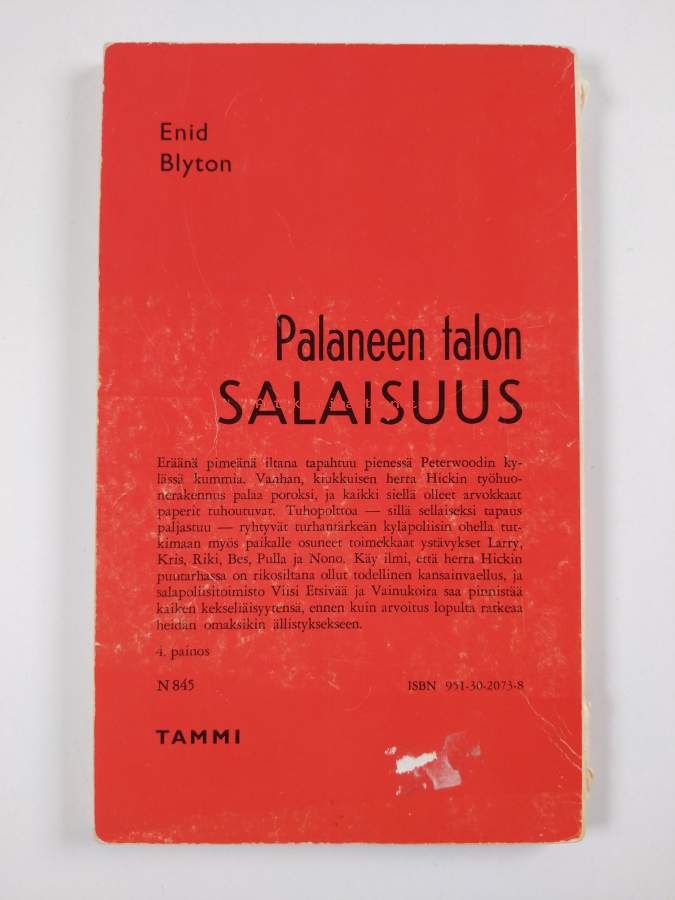 Enid
Blyton
Palaneen talon
SALAISUUS
Eräänä pimeänä iltana tapahtuu pienessä Peterwoodin ky-
lässä kummia. Vanhan, kiukkuisen herra Hickin työhuo-
nerakennus palaa poroksi, ja kaikki siellä olleet arvokkaat
paperit tuhoutuvat. Tuhopolttoa — sillä sellaiseksi tapaus
paljastuu — ryhtyvät turhantärkeän kyläpoliisin ohella tut-
kimaan myös paikalle osuneet toimekkaat ystävykset Larry,
Kris, Riki, Bes, Pulla ja Nono. Käy ilmi, että herra Hickin
puutarhassa on rikosiltana ollut todellinen kansainvaellus, ja
salapoliisitoimisto Viisi Etsivää ja Vainukoira saa pinnistää
kaiken kekseliäisyytensä, ennen kuin arvoitus lopulta ratkeaa
heidän omaksikin ällistyksekseen.
4. painos
N 845 ISBN 951-30-2073-8
TAMMI